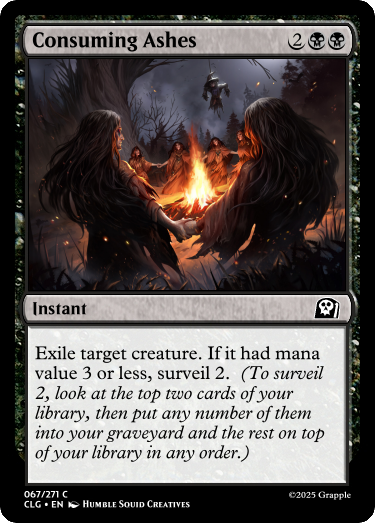 Consuming Ashes 2
Instant
Exile target creature. If it had mana
value 3 or less, surveil 2. (To surveil
2, look at the top two cards of your
library, then put any number of them
into your graveyard and the rest on top
of your library in any order.)
067/271 C ©2025 Grapple
CLG • EN Humble Squid Creatives